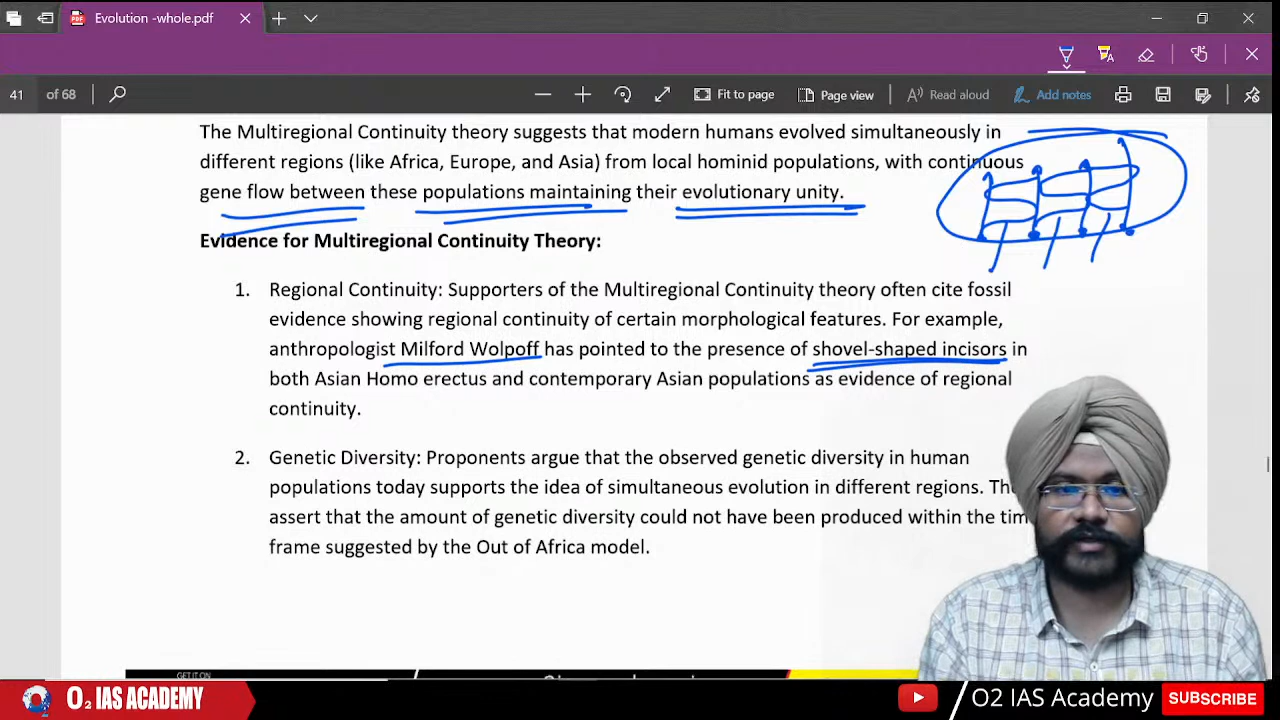 Evolution -whole.pdf
41 of 68
Fit to page
Page view
Read aloud
Add notes
The Multiregional Continuity theory suggests that modern humans evolved simultaneously in
different regions (like Africa, Europe, and Asia) from local hominid populations, with continuous
gene flow between these populations maintaining their evolutionary unity.
Evidence for Multiregional Continuity Theory:
1. Regional Continuity: Supporters of the Multiregional Continuity theory often cite fossil
evidence showing regional continuity of certain morphological features. For example,
anthropologist Milford Wolpoff has pointed to the presence of shovel-shaped incisors in
both Asian Homo erectus and contemporary Asian populations as evidence of regional
continuity.
2. Genetic Diversity: Proponents argue that the observed genetic diversity in human
populations today supports the idea of simultaneous evolution in different regions.
assert that the amount of genetic diversity could not have been produced within the
frame suggested by the Out of Africa model.
GET IT ON
O2 IAS ACADEMY
O2 IAS Academy
SUBSCRIBE